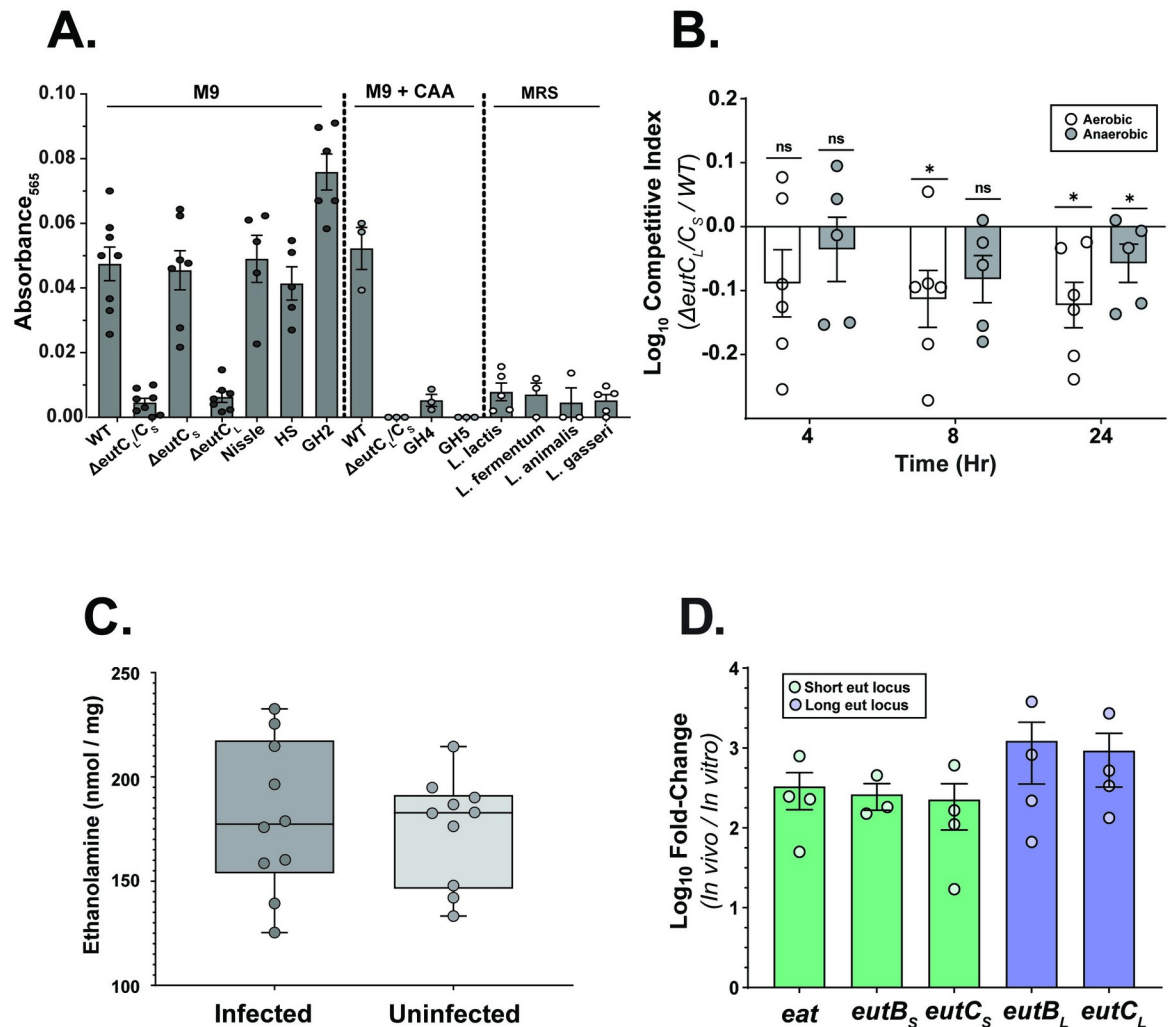 A.
M9
M9 + CAA
MRS
Absorbance565
0.10
0.08
0.06
0.04
0.02
0.00
WT
ΔeutCL/CS
ΔeutCS
ΔeutCL
Nissle
HS
GH2
WT
ΔeutCL/CS
GH4
GH5
L. lactis
L. fermentum
L. animalis
L. gasseri
B.
Log10 Competitive Index
(ΔeutCL/CS / WT)
0.2
0.1
0.0
-0.1
-0.2
Aerobic
Anaerobic
ns
ns
*
ns
*
*
4
8
24
Time (Hr)
C.
Ethanolamine (nmol / mg)
250
200
150
100
Infected
Uninfected
D.
Log10 Fold-Change
(In vivo / In vitro)
4
3
2
1
0
Short eut locus
Long eut locus
eat
eutBS
eutCS
eutBL
eutCL